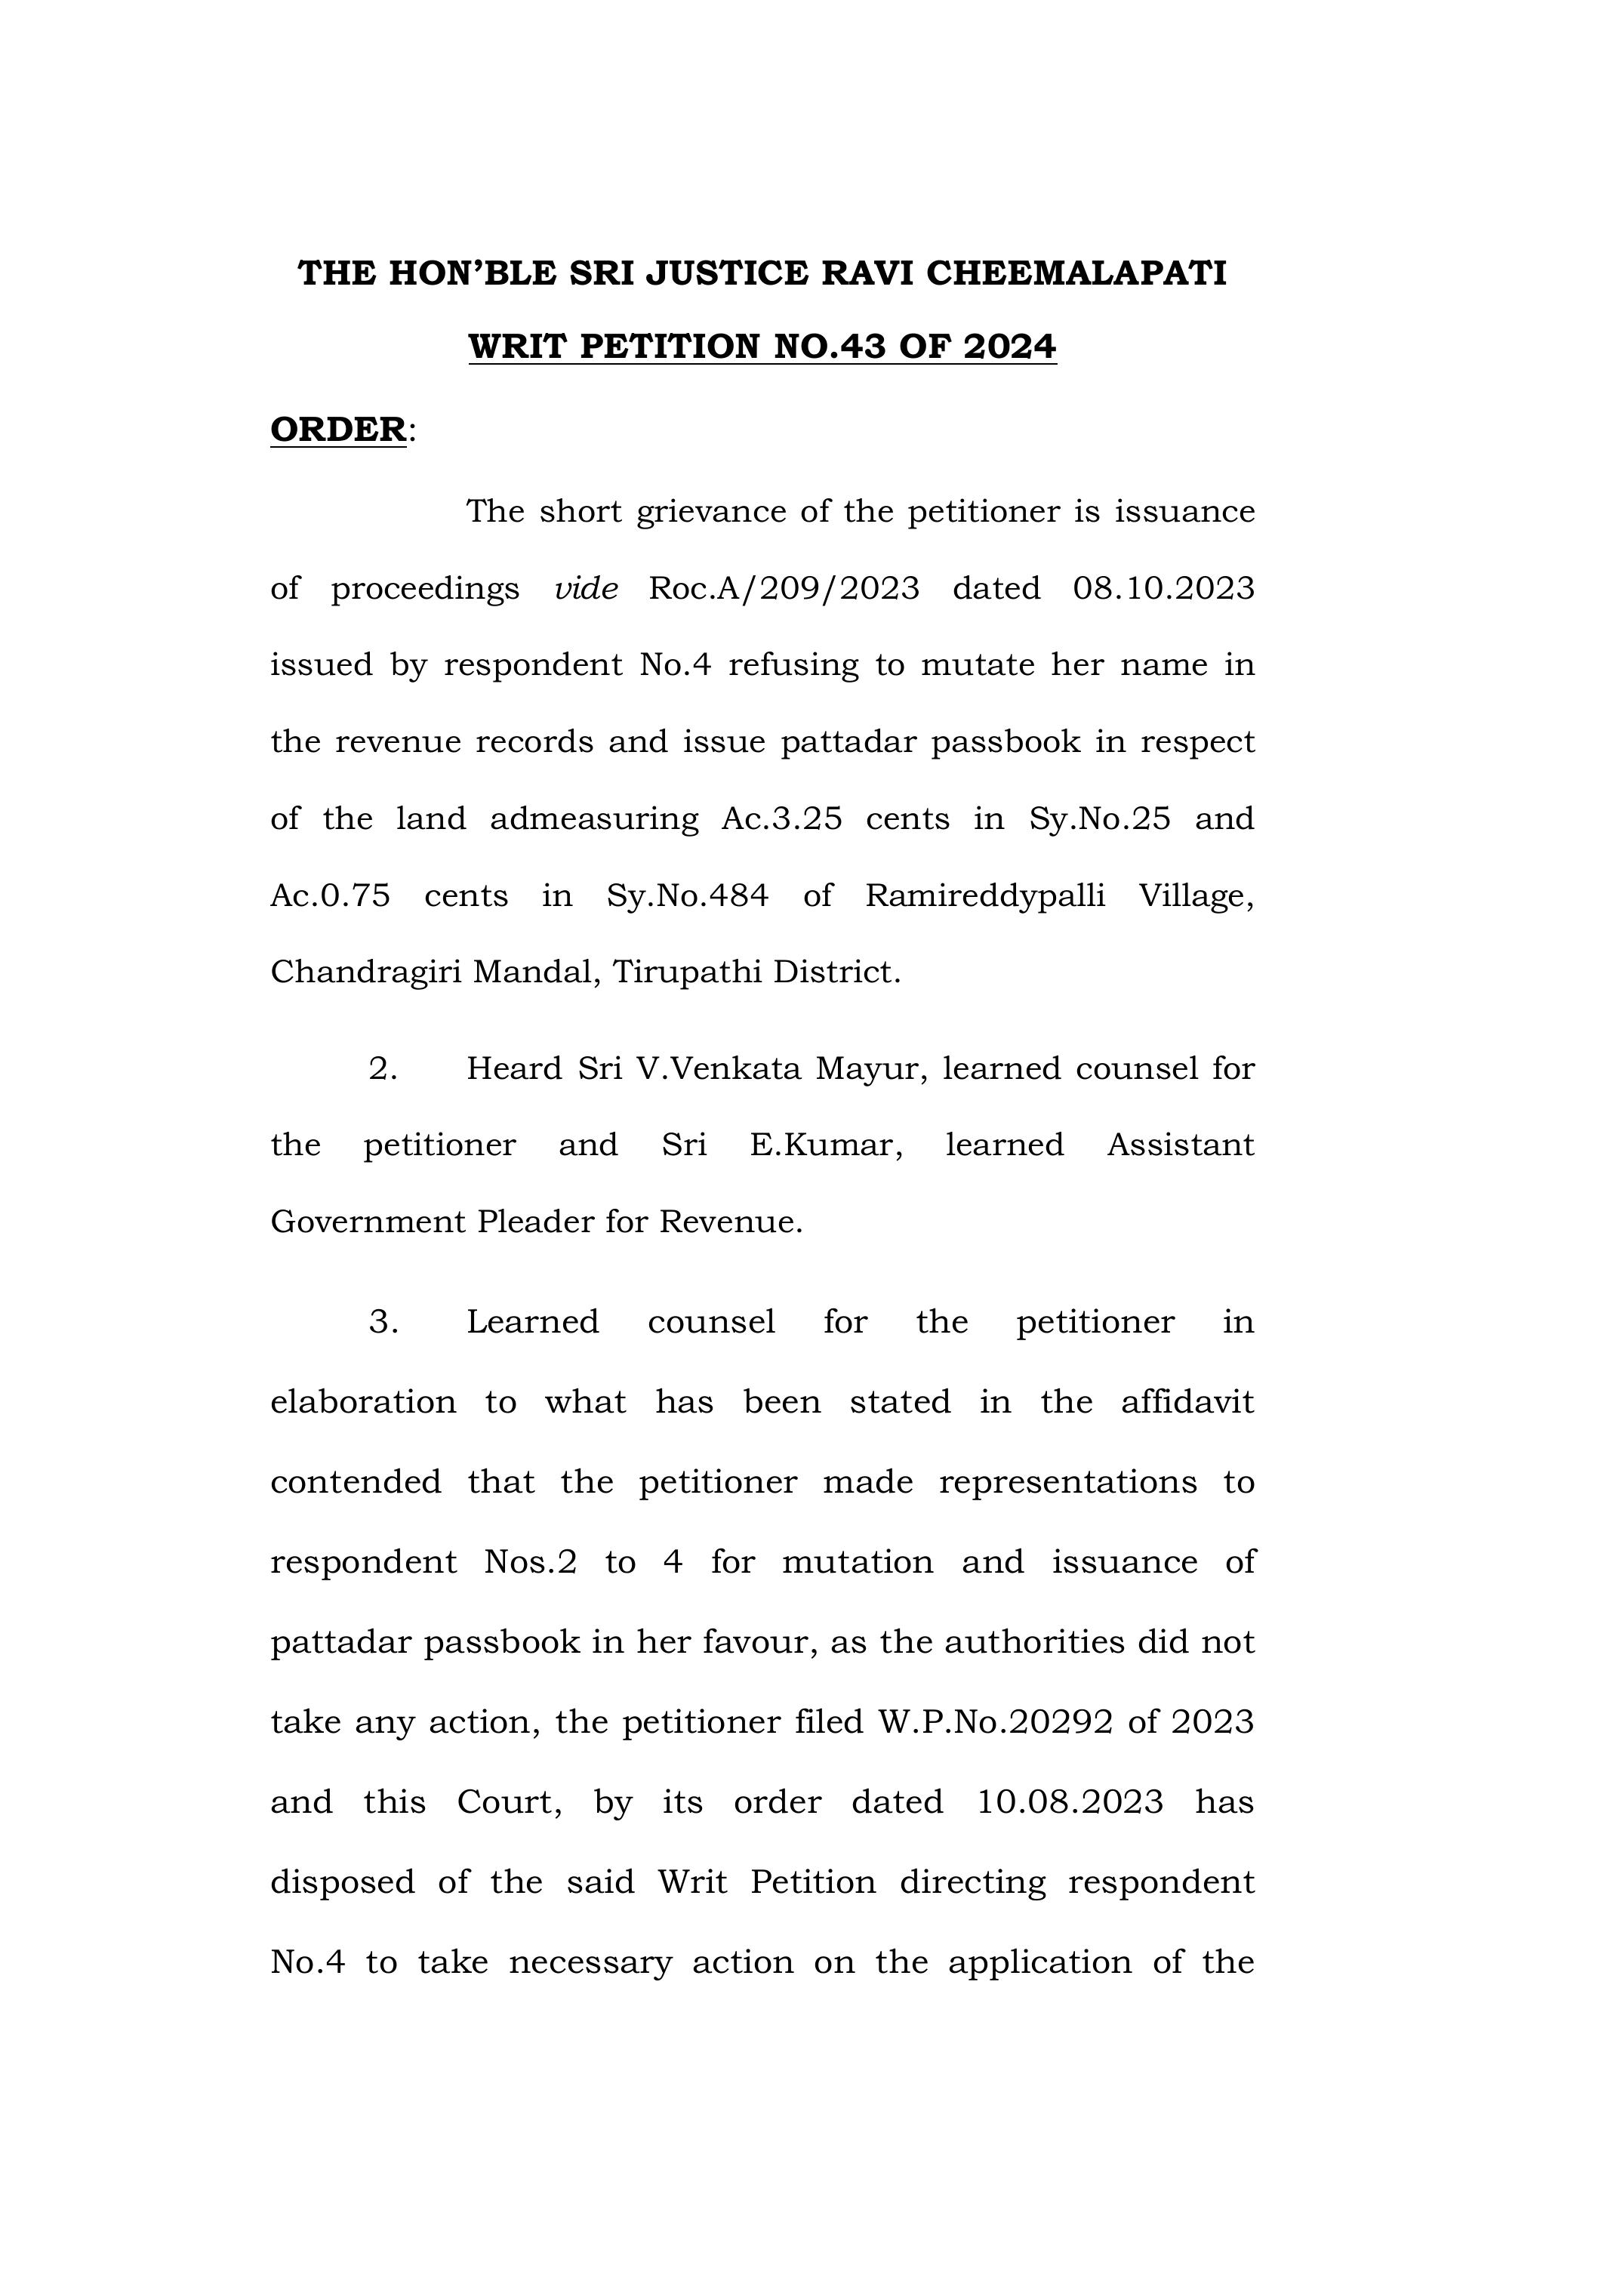 THE HON’BLE SRI JUSTICE RAVI CHEEMALAPATI
WRIT PETITION NO.43 OF 2024
ORDER:
The short grievance of the petitioner is issuance
of proceedings vide Roc.A/209/2023 dated 08.10.2023
issued by respondent No.4 refusing to mutate her name in
the revenue records and issue pattadar passbook in respect
of the land admeasuring Ac.3.25 cents in Sy.No.25 and
Ac.0.75 cents in Sy.No.484 of Ramireddypalli Village,
Chandragiri Mandal, Tirupathi District.
2. Heard Sri V.Venkata Mayur, learned counsel for
the petitioner and Sri E.Kumar, learned Assistant
Government Pleader for Revenue.
3. Learned counsel for the petitioner in
elaboration to what has been stated in the affidavit
contended that the petitioner made representations to
respondent Nos.2 to 4 for mutation and issuance of
pattadar passbook in her favour, as the authorities did not
take any action, the petitioner filed W.P.No.20292 of 2023
and this Court, by its order dated 10.08.2023 has
disposed of the said Writ Petition directing respondent
No.4 to take necessary action on the application of the